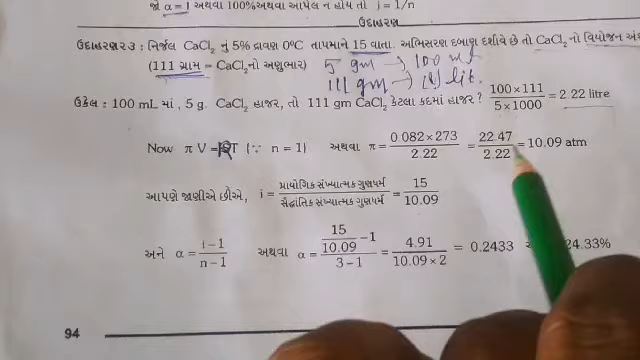 જો α = 1 અથવા 100% અથવા આપેલ ન હોય તો i = 1/n
ઉદાહરણ
ઉદાહરણ ૨૩ : નિર્જલ CaCl₂ નું 5% દ્રાવણ 0°C તાપમાને 15 વાતા. અભિસરણ દબાણ દર્શાવે છે તો CaCl₂ નો વિયોજન અંશ
(111 ગ્રામ = CaCl₂નો અણુભાર) 5 gm → 100 ml
111 gm → (?) lit.
ઉકેલ : 100 mL માં , 5 g. CaCl₂ હાજર, તો 111 gm CaCl₂ કેટલા કદમાં હાજર ? 100 × 111 / 5 × 1000 = 2.22 litre
Now π V = RT (∵ n = 1) અથવા π = 0.082 × 273 / 2.22 = 22.47 / 2.22 = 10.09 atm
આપણે જાણીએ છીએ, i = પ્રાયોગિક સંખ્યાત્મક ગુણધર્મ / સૈદ્ધાંતિક સંખ્યાત્મક ગુણધર્મ = 15 / 10.09
અને α = i−1 / n−1 અથવા α = 15/10.09 −1 / 3−1 = 4.91 / 10.09 × 2 = 0.2433 24.33%
94